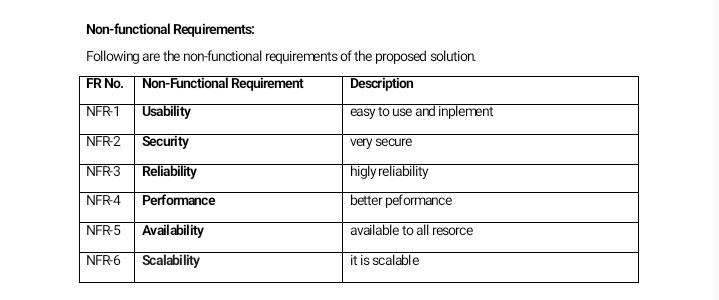 Non-functional Requirements:
Following are the non-functional requirements of the proposed solution.
FR No. Non-Functional Requirement Description
NFR-1 Usability easy to use and inplement
NFR-2 Security very secure
NFR-3 Reliability higly reliability
NFR-4 Performance better peformance
NFR-5 Availability available to all resorce
NFR-6 Scalability it is scalable